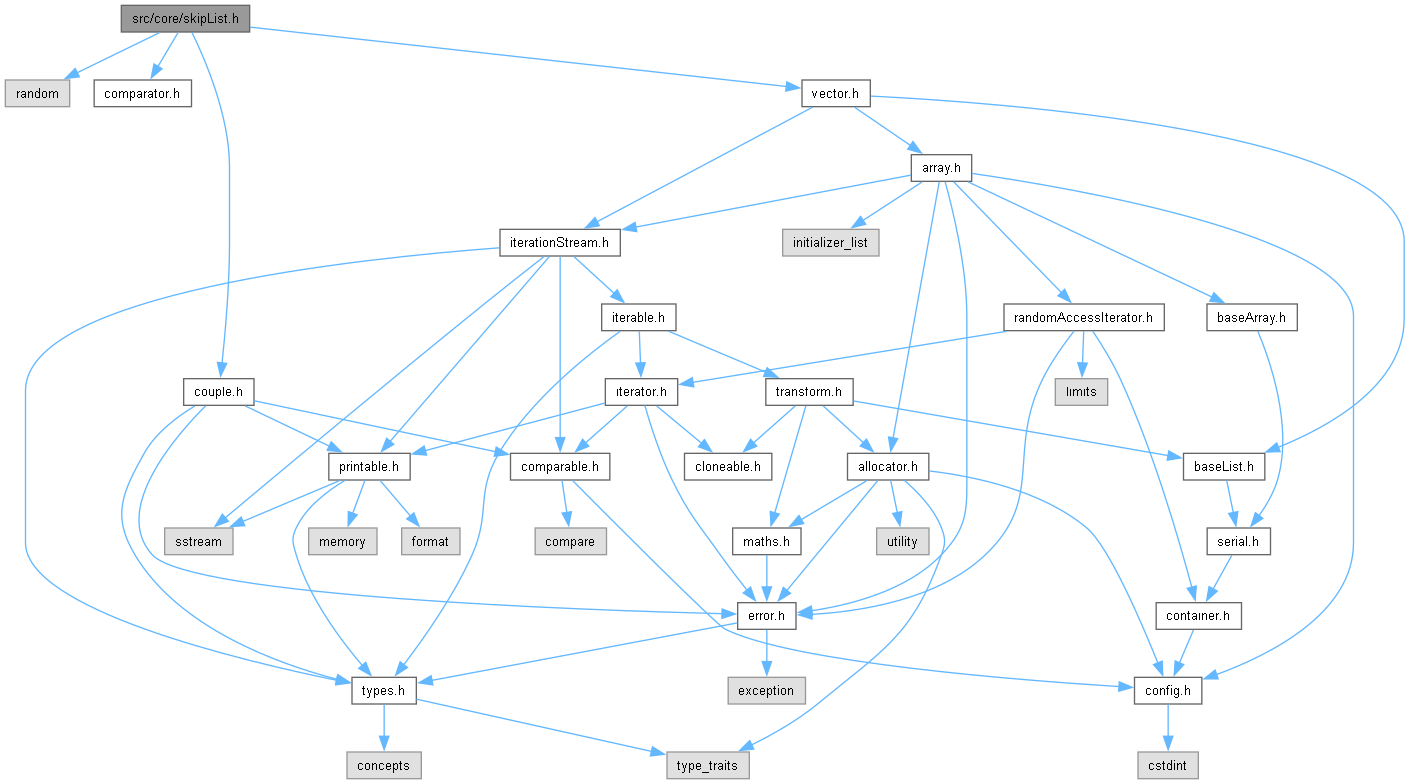 src/core/skipList.h
random
comparator.h
vector.h
array.h
iterationStream.h
initializer_list
iterable.h
randomAccessIterator.h
baseArray.h
couple.h
iterator.h
transform.h
limits
printable.h
comparable.h
cloneable.h
allocator.h
baseList.h
sstream
memory
format
compare
maths.h
utility
serial.h
error.h
container.h
types.h
exception
config.h
concepts
type_traits
cstdint